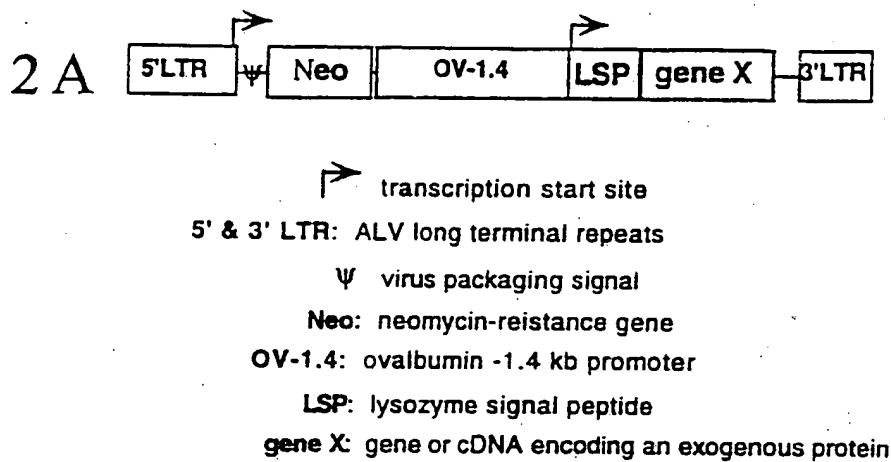 2A 5'LTR Ψ Neo OV-1.4 LSP gene X 3'LTR
transcription start site
5' & 3' LTR: ALV long terminal repeats
Ψ virus packaging signal
Neo: neomycin-reistance gene
OV-1.4: ovalbumin -1.4 kb promoter
LSP: lysozyme signal peptide
gene X: gene or cDNA encoding an exogenous protein